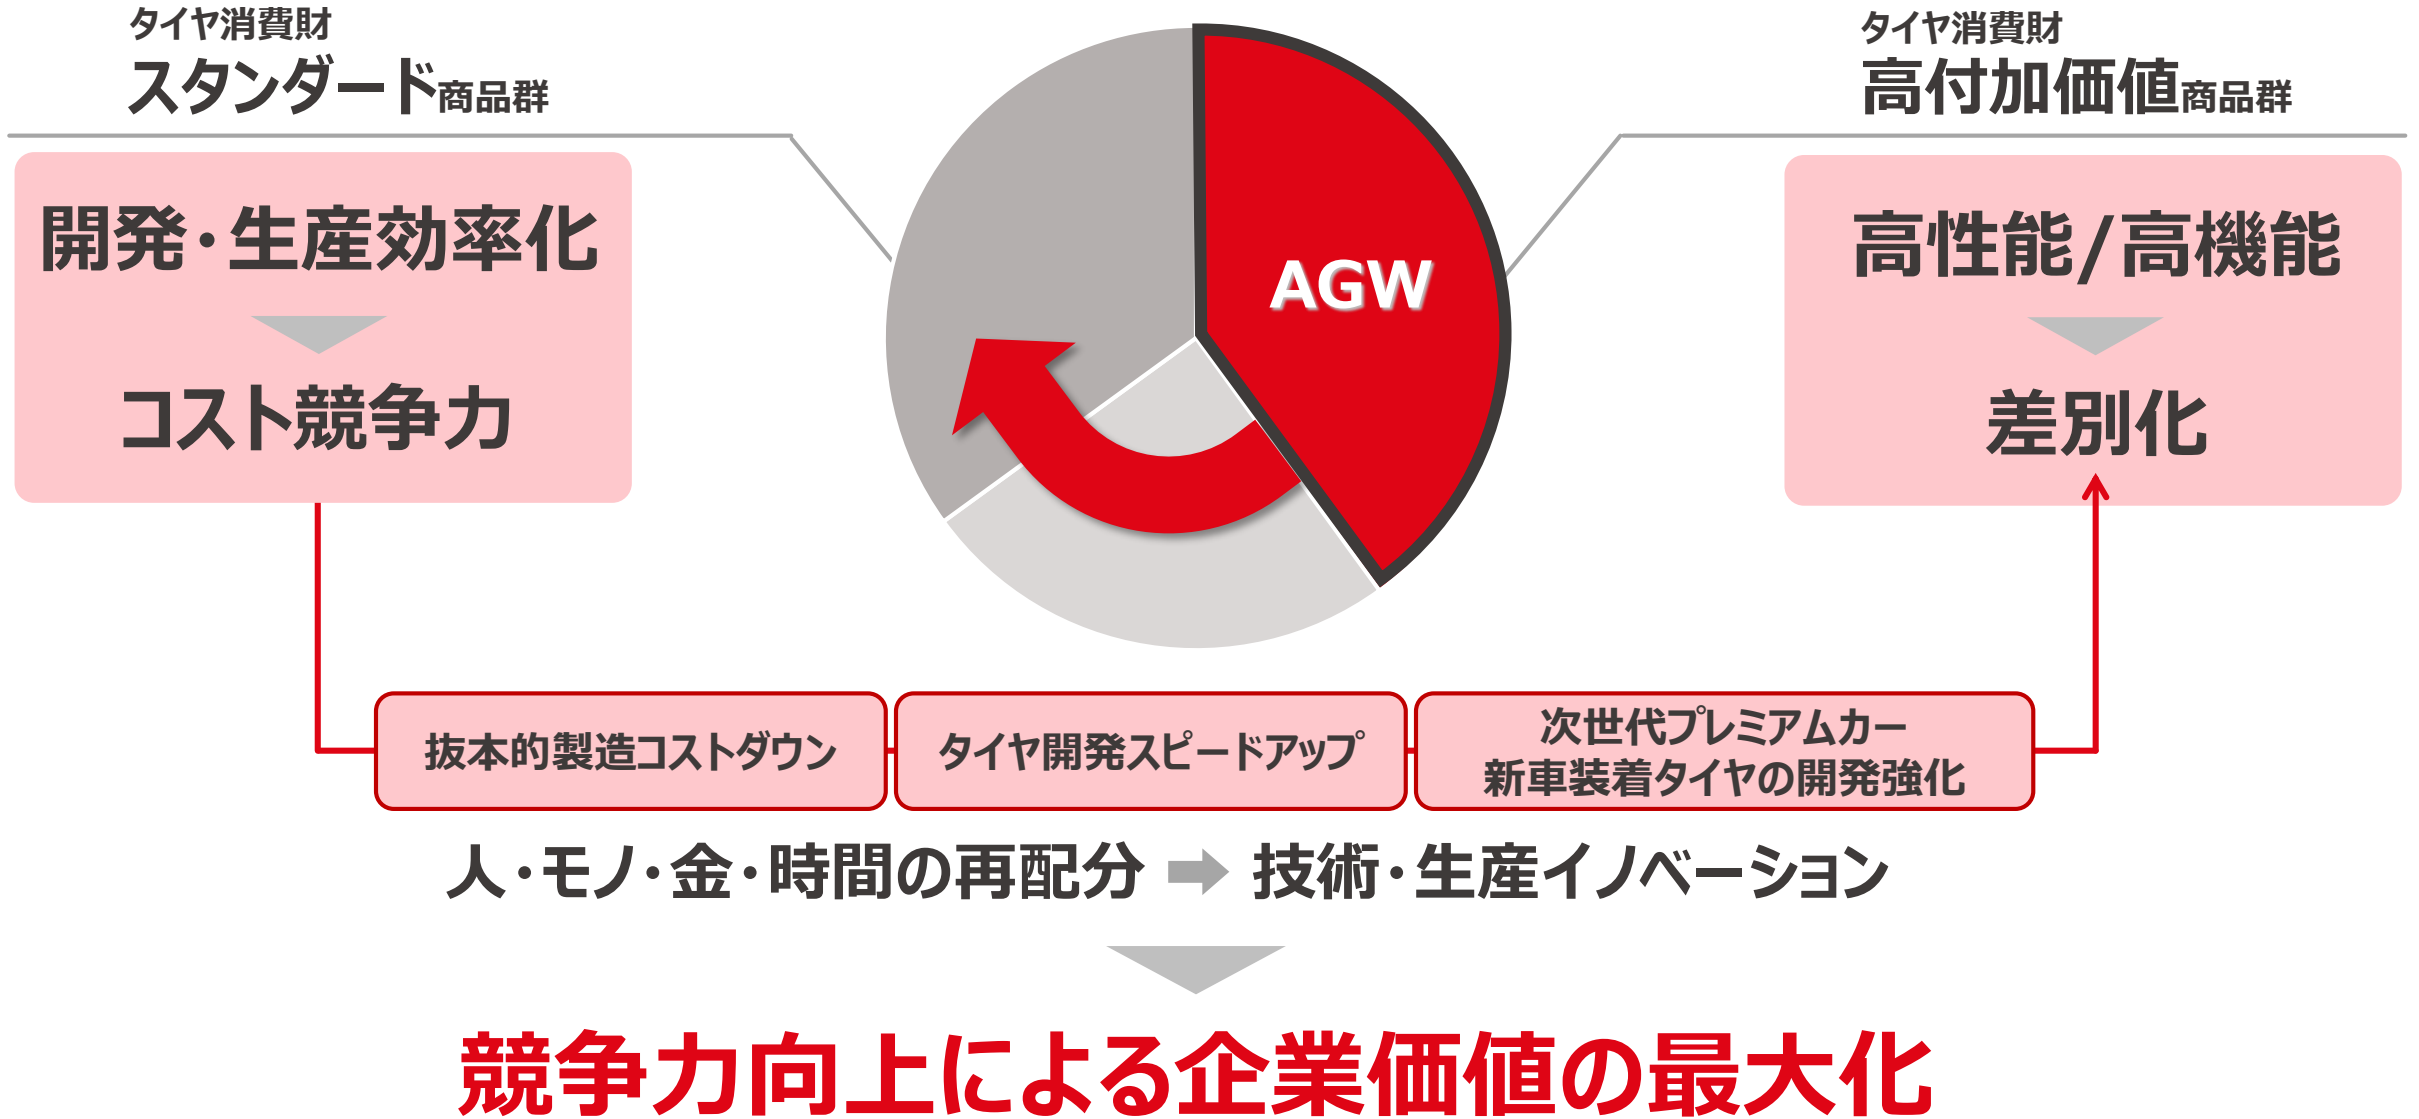 タイヤ消費財
スタンダード商品群
開発・生産効率化
コスト競争力
AGW
タイヤ消費財
高付加価値商品群
高性能/高機能
差別化
抜本的製造コストダウン
タイヤ開発スピードアップ
次世代プレミアムカー
新車装着タイヤの開発強化
人・モノ・金・時間の再配分 技術・生産イノベーション
競争力向上による企業価値の最大化